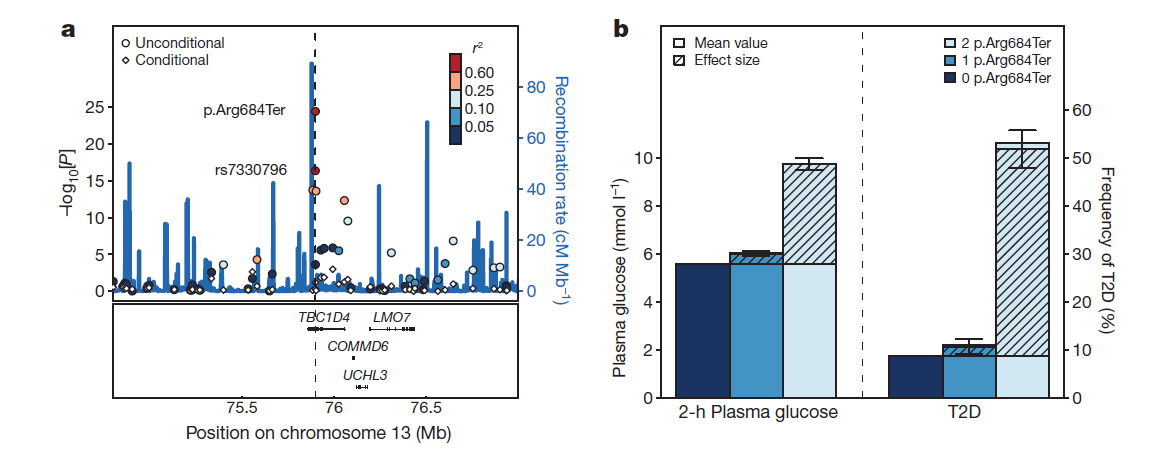 a
Unconditional
Conditional
r²
0.60
0.25
0.10
0.05
p.Arg684Ter
rs7330796
–log₁₀[P]
25
20
15
10
5
0
80
60
40
20
0
Recombination rate (cM Mb⁻¹)
TBC1D4
LMO7
COMMD6
UCHL3
75.5
76
76.5
Position on chromosome 13 (Mb)
b
Mean value
Effect size
2 p.Arg684Ter
1 p.Arg684Ter
0 p.Arg684Ter
Plasma glucose (mmol l⁻¹)
10
8
6
4
2
0
60
50
40
30
20
10
0
Frequency of T2D (%)
2-h Plasma glucose
T2D